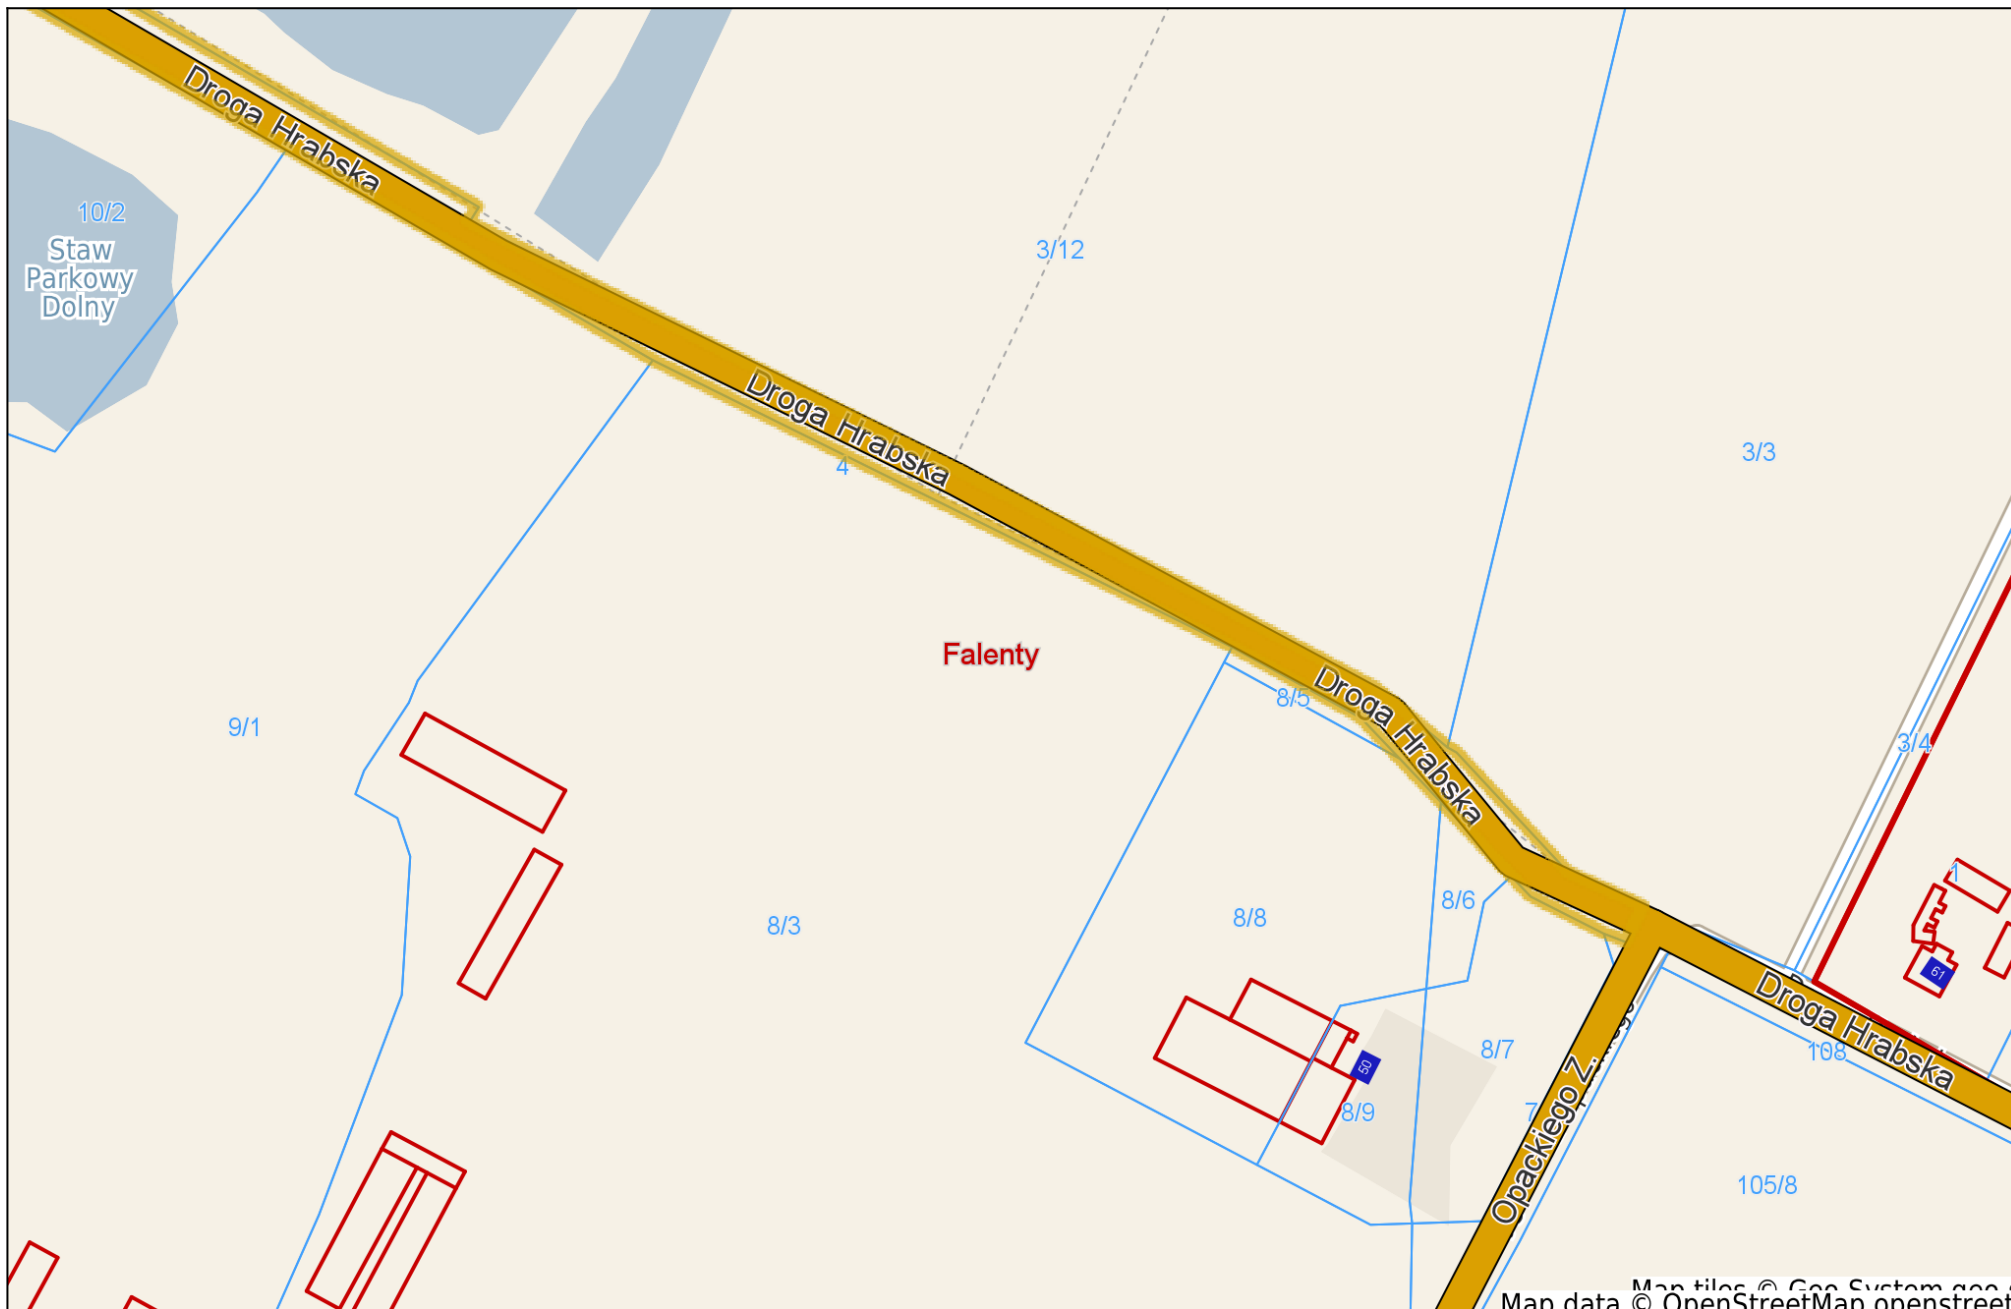 Droga Hrabska
10/2
Staw
Parkowy
Dolny
3/12
Droga Hrabska
4
3/3
Falenty
Droga Hrabska
8/5
9/1
3/4
1
8/6
8/8
8/3
61
Droga Hrabska
108
8/7
50
8/9
7
Opackiego Z.
105/8
Map tiles © Geo-System
Map data © OpenStreetMap